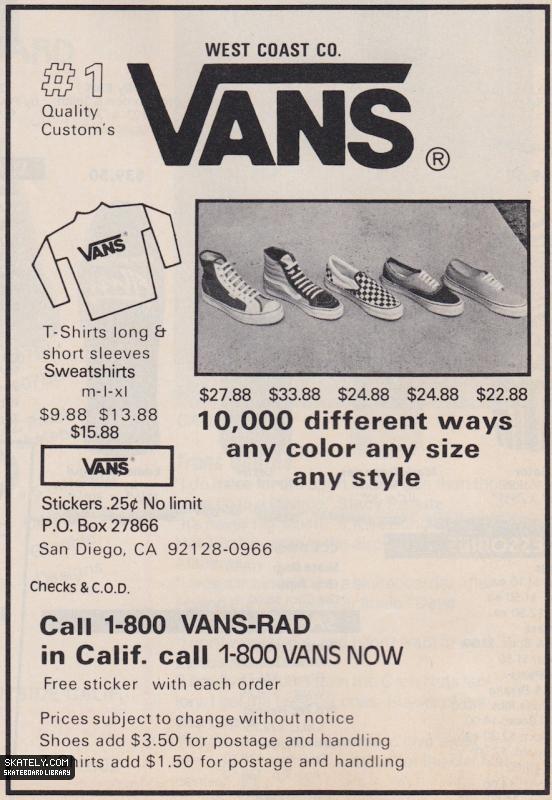 WEST COAST CO.
#1
Quality
Custom's
VANS ®
VANS
T-Shirts long &
short sleeves
Sweatshirts
m-l-xl
$9.88 $13.88
$15.88
$27.88 $33.88 $24.88 $24.88 $22.88
10,000 different ways
any color any size
any style
VANS
Stickers .25¢ No limit
P.O. Box 27866
San Diego, CA 92128-0966
Checks & C.O.D.
Call 1-800 VANS-RAD
in Calif. call 1-800 VANS NOW
Free sticker with each order
Prices subject to change without notice
Shoes add $3.50 for postage and handling
hirts add $1.50 for postage and handling
SKATELY.COM
SKATEBOARD LIBRARY